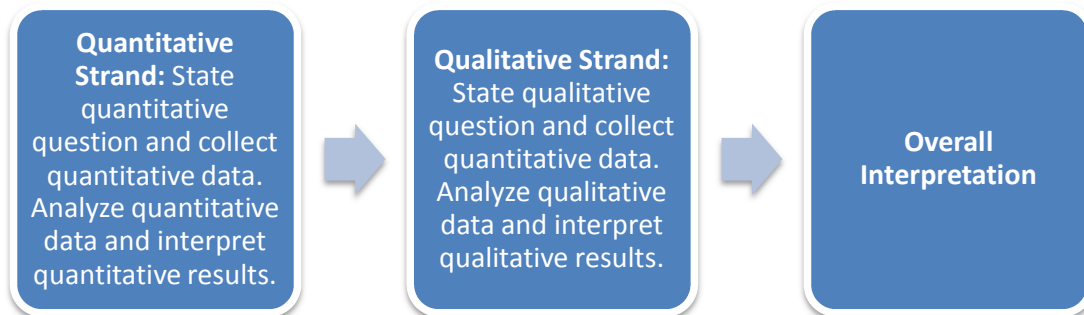 Quantitative
Strand: State
quantitative
question and collect
quantitative data.
Analyze quantitative
data and interpret
quantitative results.
Qualitative Strand:
State qualitative
question and collect
quantitative data.
Analyze qualitative
data and interpret
qualitative results.
Overall
Interpretation